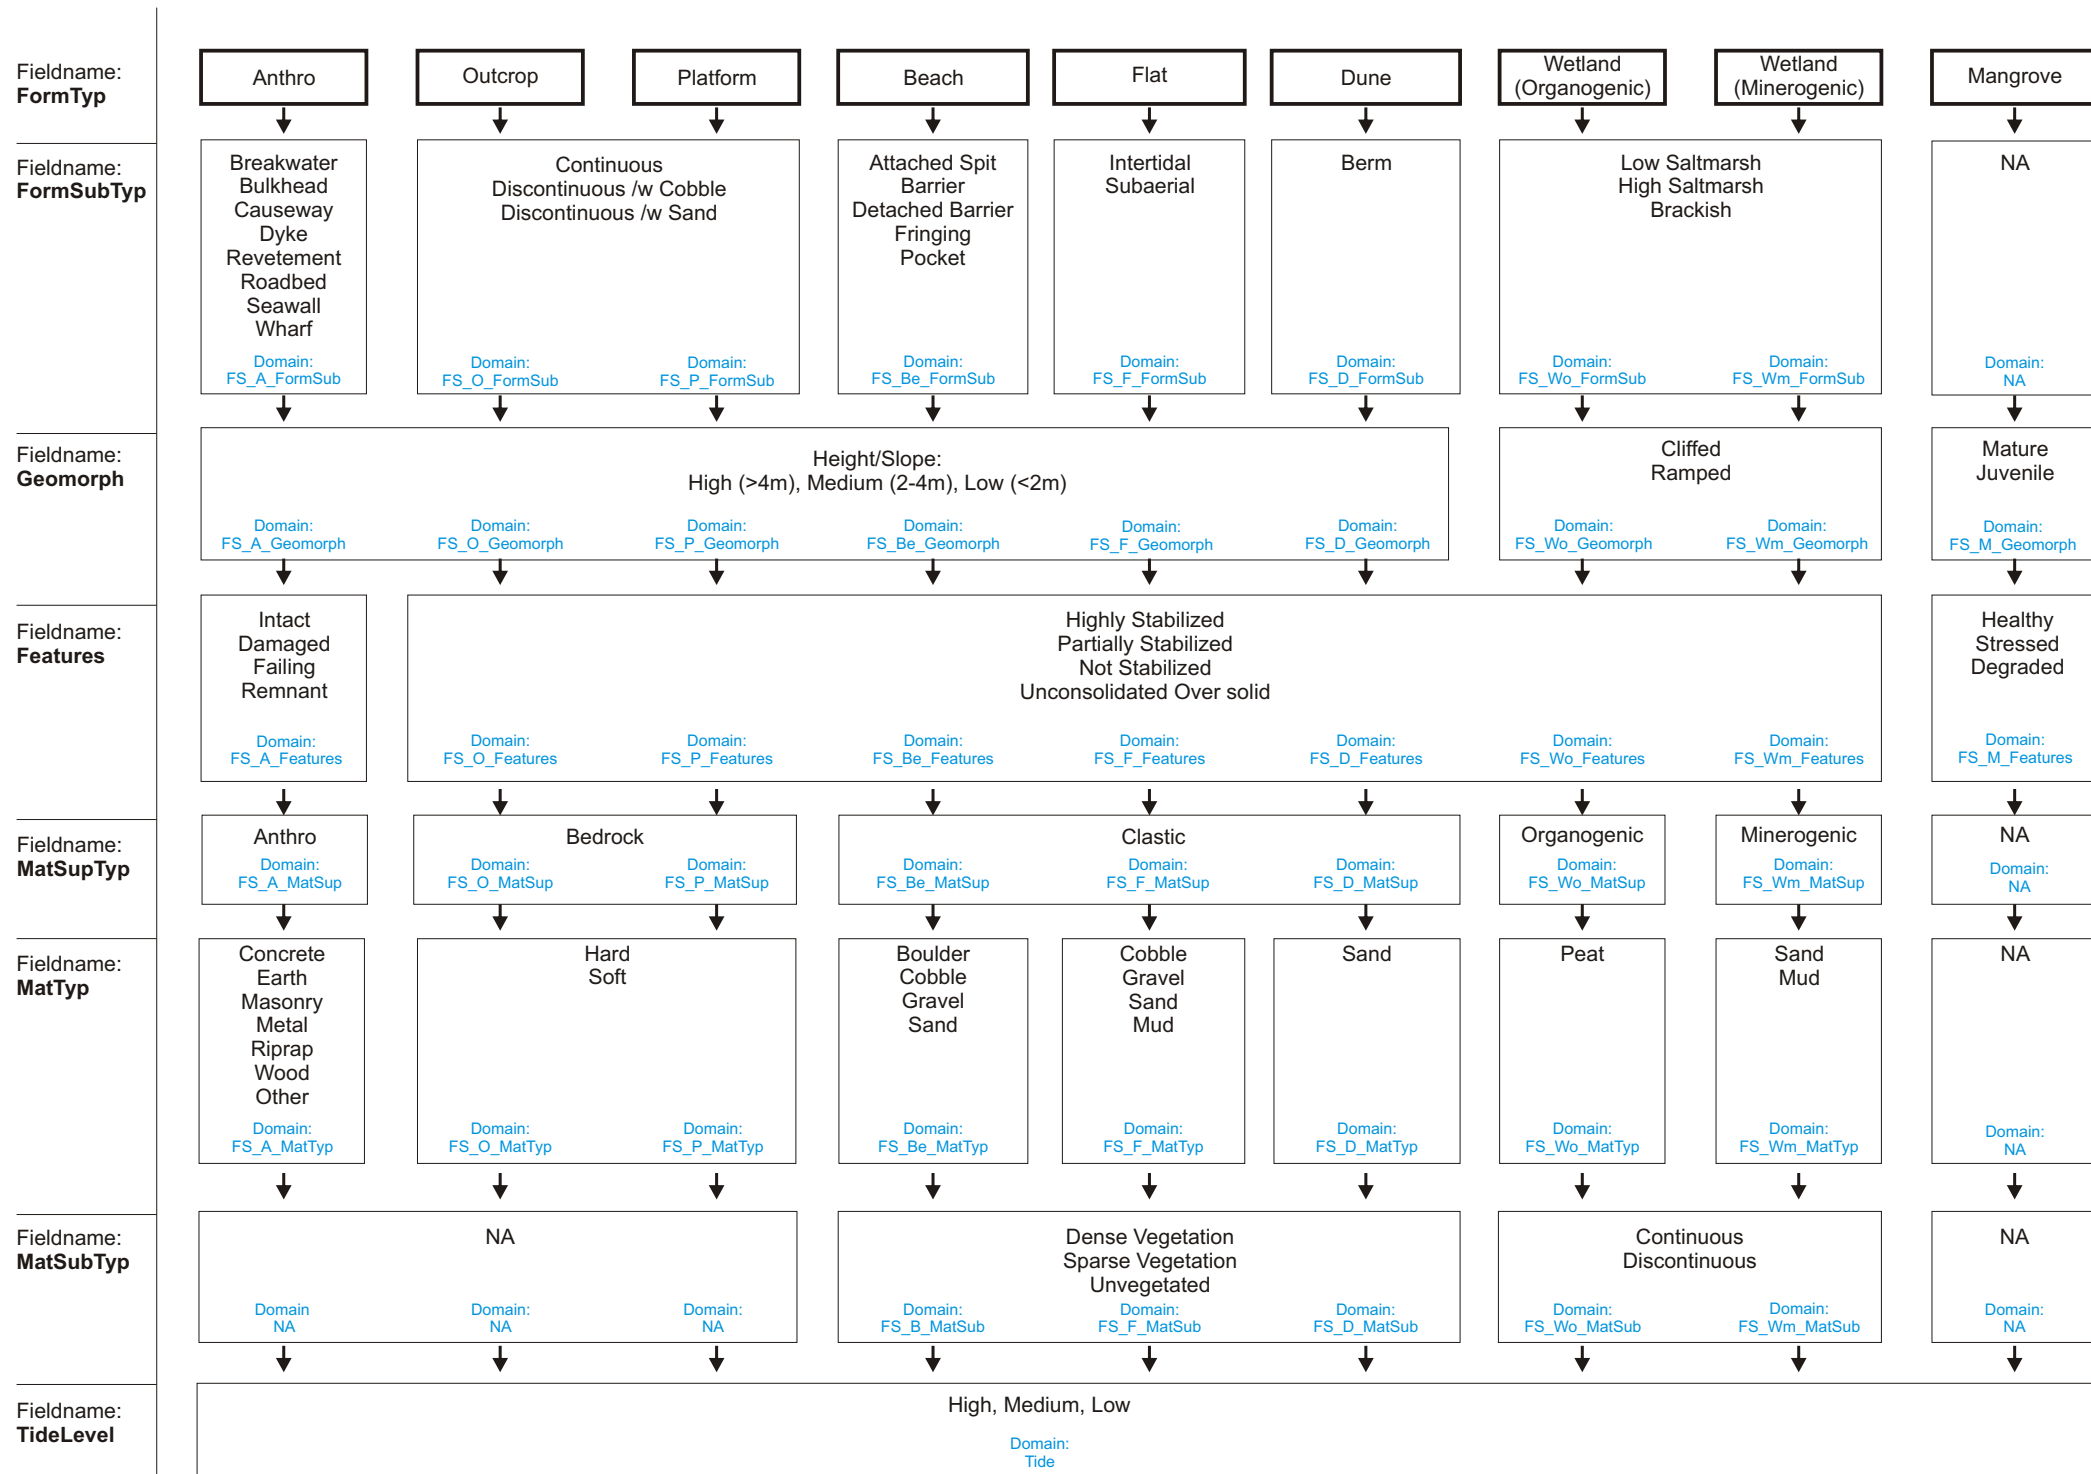 Fieldname:
FormTyp
Anthro
Outcrop
Platform
Beach
Flat
Dune
Wetland
(Organogenic)
Wetland
(Minerogenic)
Mangrove
Fieldname:
FormSubTyp
Breakwater
Bulkhead
Causeway
Dyke
Revetement
Roadbed
Seawall
Wharf
Domain:
FS_A_FormSub
Continuous
Discontinuous /w Cobble
Discontinuous /w Sand
Domain:
FS_O_FormSub
Domain:
FS_P_FormSub
Attached Spit
Barrier
Detached Barrier
Fringing
Pocket
Domain:
FS_Be_FormSub
Intertidal
Subaerial
Domain:
FS_F_FormSub
Berm
Domain:
FS_D_FormSub
Low Saltmarsh
High Saltmarsh
Brackish
Domain:
FS_Wo_FormSub
Domain:
FS_Wm_FormSub
NA
Domain:
NA
Fieldname:
Geomorph
Height/Slope:
High (>4m), Medium (2-4m), Low (<2m)
Domain:
FS_A_Geomorph
Domain:
FS_O_Geomorph
Domain:
FS_P_Geomorph
Domain:
FS_Be_Geomorph
Domain:
FS_F_Geomorph
Domain:
FS_D_Geomorph
Cliffed
Ramped
Domain:
FS_Wo_Geomorph
Domain:
FS_Wm_Geomorph
Mature
Juvenile
Domain:
FS_M_Geomorph
Fieldname:
Features
Intact
Damaged
Failing
Remnant
Domain:
FS_A_Features
Highly Stabilized
Partially Stabilized
Not Stabilized
Unconsolidated Over solid
Domain:
FS_O_Features
Domain:
FS_P_Features
Domain:
FS_Be_Features
Domain:
FS_F_Features
Domain:
FS_D_Features
Domain:
FS_Wo_Features
Domain:
FS_Wm_Features
Healthy
Stressed
Degraded
Domain:
FS_M_Features
Fieldname:
MatSupTyp
Anthro
Domain:
FS_A_MatSup
Bedrock
Domain:
FS_O_MatSup
Domain:
FS_P_MatSup
Clastic
Domain:
FS_Be_MatSup
Domain:
FS_F_MatSup
Domain:
FS_D_MatSup
Organogenic
Domain:
FS_Wo_MatSup
Minerogenic
Domain:
FS_Wm_MatSup
NA
Domain:
NA
Fieldname:
MatTyp
Concrete
Earth
Masonry
Metal
Riprap
Wood
Other
Domain:
FS_A_MatTyp
Hard
Soft
Domain:
FS_O_MatTyp
Domain:
FS_P_MatTyp
Boulder
Cobble
Gravel
Sand
Domain:
FS_Be_MatTyp
Cobble
Gravel
Sand
Mud
Domain:
FS_F_MatTyp
Sand
Domain:
FS_D_MatTyp
Peat
Domain:
FS_Wo_MatTyp
Sand
Mud
Domain:
FS_Wm_MatTyp
NA
Domain:
NA
Fieldname:
MatSubTyp
NA
Domain
NA
Domain:
NA
Domain:
NA
Dense Vegetation
Sparse Vegetation
Unvegetated
Domain:
FS_B_MatSub
Domain:
FS_F_MatSub
Domain:
FS_D_MatSub
Continuous
Discontinuous
Domain:
FS_Wo_MatSub
Domain:
FS_Wm_MatSub
NA
Domain:
NA
Fieldname:
TideLevel
High, Medium, Low
Domain:
Tide